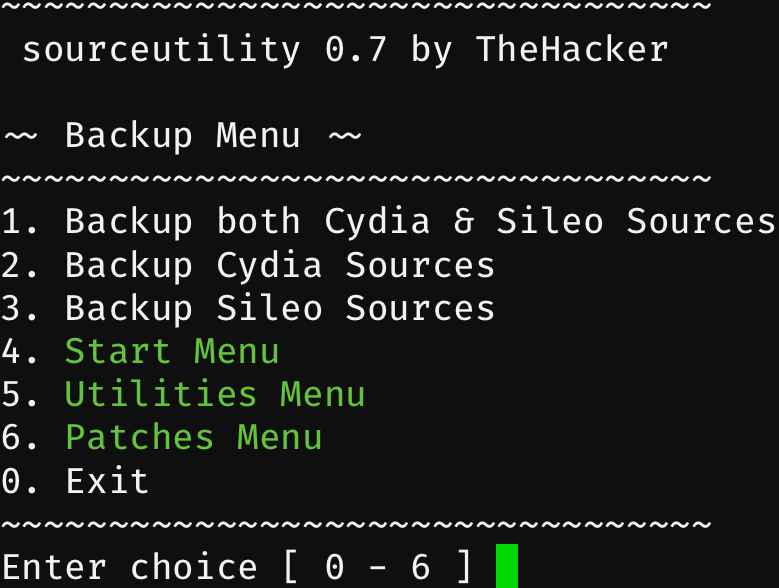 ~~~~~~~~~~~~~~~~~~~~~~~~~~~~~~~~~
 sourceutility 0.7 by TheHacker

~~ Backup Menu ~~
~~~~~~~~~~~~~~~~~~~~~~~~~~~~~~~~~
1. Backup both Cydia & Sileo Sources
2. Backup Cydia Sources
3. Backup Sileo Sources
4. Start Menu
5. Utilities Menu
6. Patches Menu
0. Exit
~~~~~~~~~~~~~~~~~~~~~~~~~~~~~~~~~
Enter choice [ 0 - 6 ]